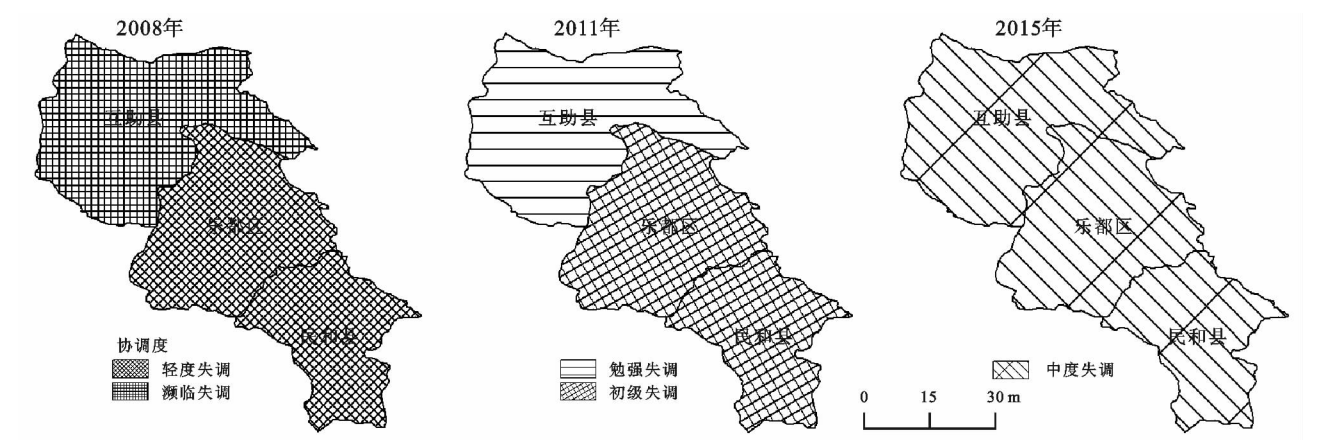 2008年
互助县
乐都区
民和县
协调度
轻度失调
濒临失调
2011年
互助县
乐都区
民和县
勉强失调
初级失调
2015年
互助县
乐都区
民和县
中度失调
0 15 30 m